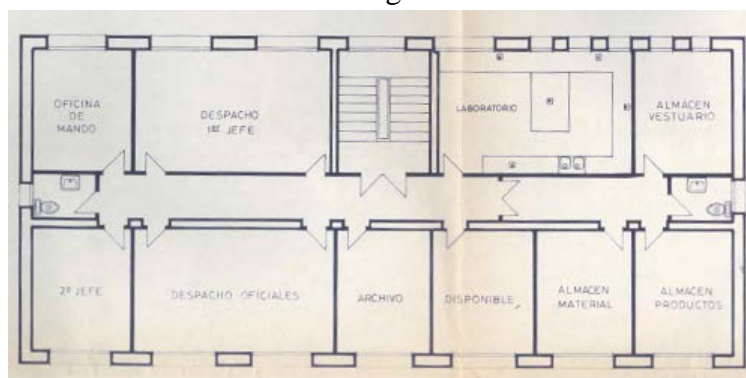 OFICINA
DE
MANDO
DESPACHO
1ER JEFE
LABORATORIO
ALMACEN
VESTUARIO
2º JEFE
DESPACHO OFICIALES
ARCHIVO
DISPONIBLE
ALMACEN
MATERIAL
ALMACEN
PRODUCTOS